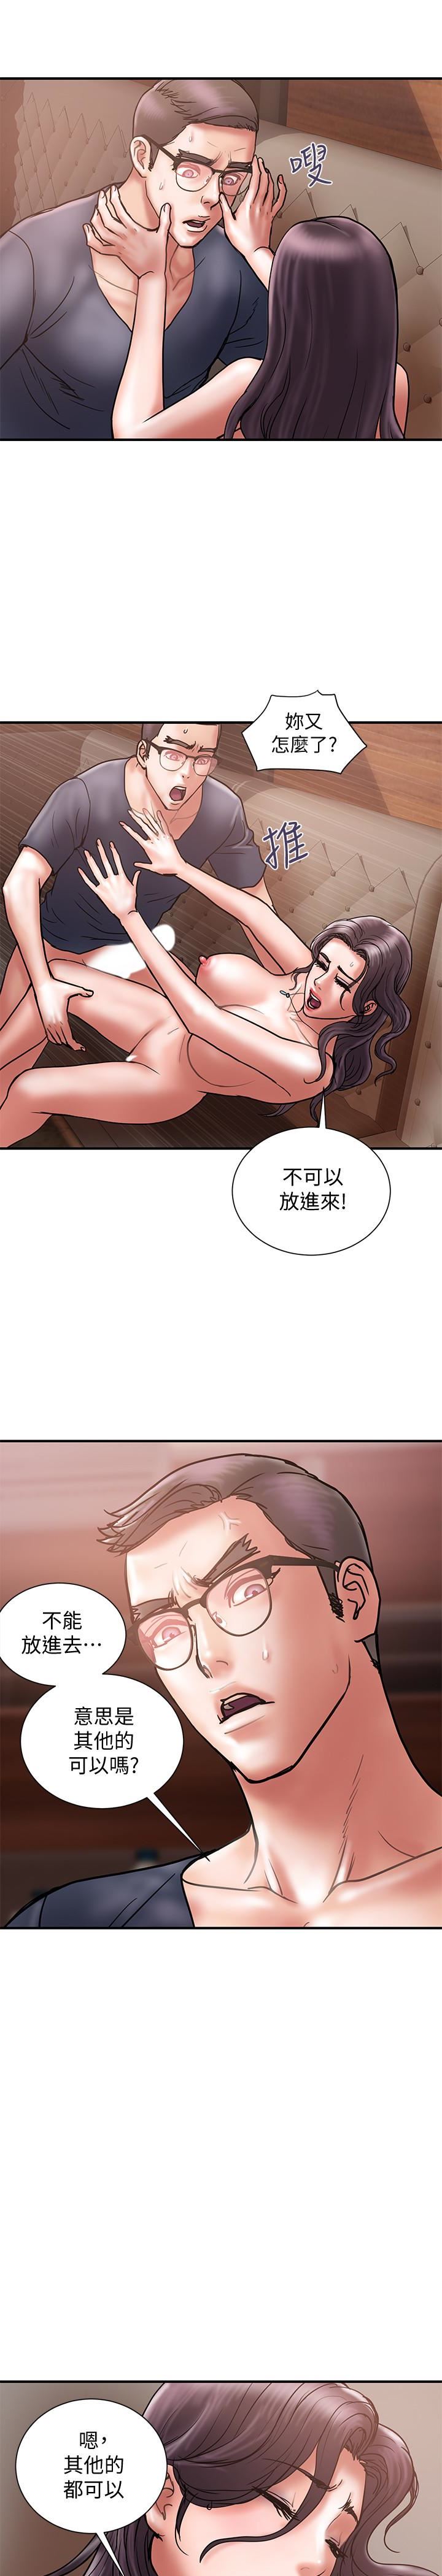 嗖
妳又
怎麼了?
推
不可以
放進來!
不能
放進去…
意思是
其他的
可以嗎?
嗯，
其他的
都可以